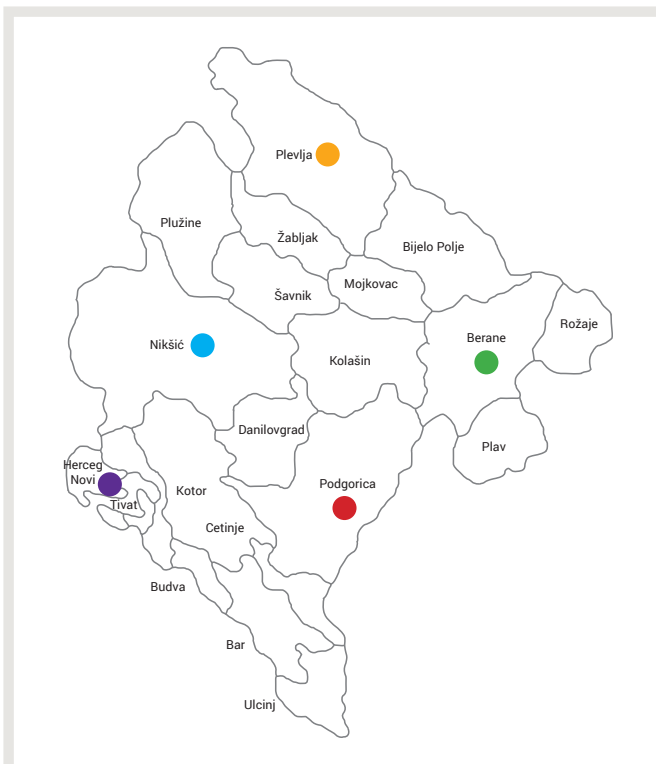 Plevlja
Plužine
Žabljak
Bijelo Polje
Šavnik
Mojkovac
Nikšić
Kolašin
Berane
Rožaje
Danilovgrad
Plav
Herceg
Novi
Tivat
Kotor
Podgorica
Cetinje
Budva
Bar
Ulcinj